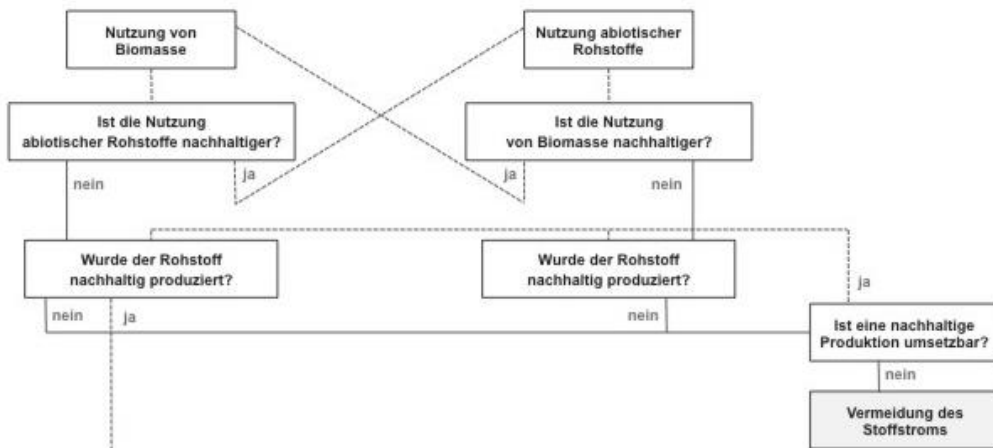 Nutzung von
Biomasse
Nutzung abiotischer
Rohstoffe
Ist die Nutzung
abiotischer Rohstoffe nachhaltiger?
Ist die Nutzung
von Biomasse nachhaltiger?
nein
ja
ja
nein
Wurde der Rohstoff
nachhaltig produziert?
Wurde der Rohstoff
nachhaltig produziert?
ja
nein
ja
nein
Ist eine nachhaltige
Produktion umsetzbar?
nein
Vermeidung des
Stoffstroms